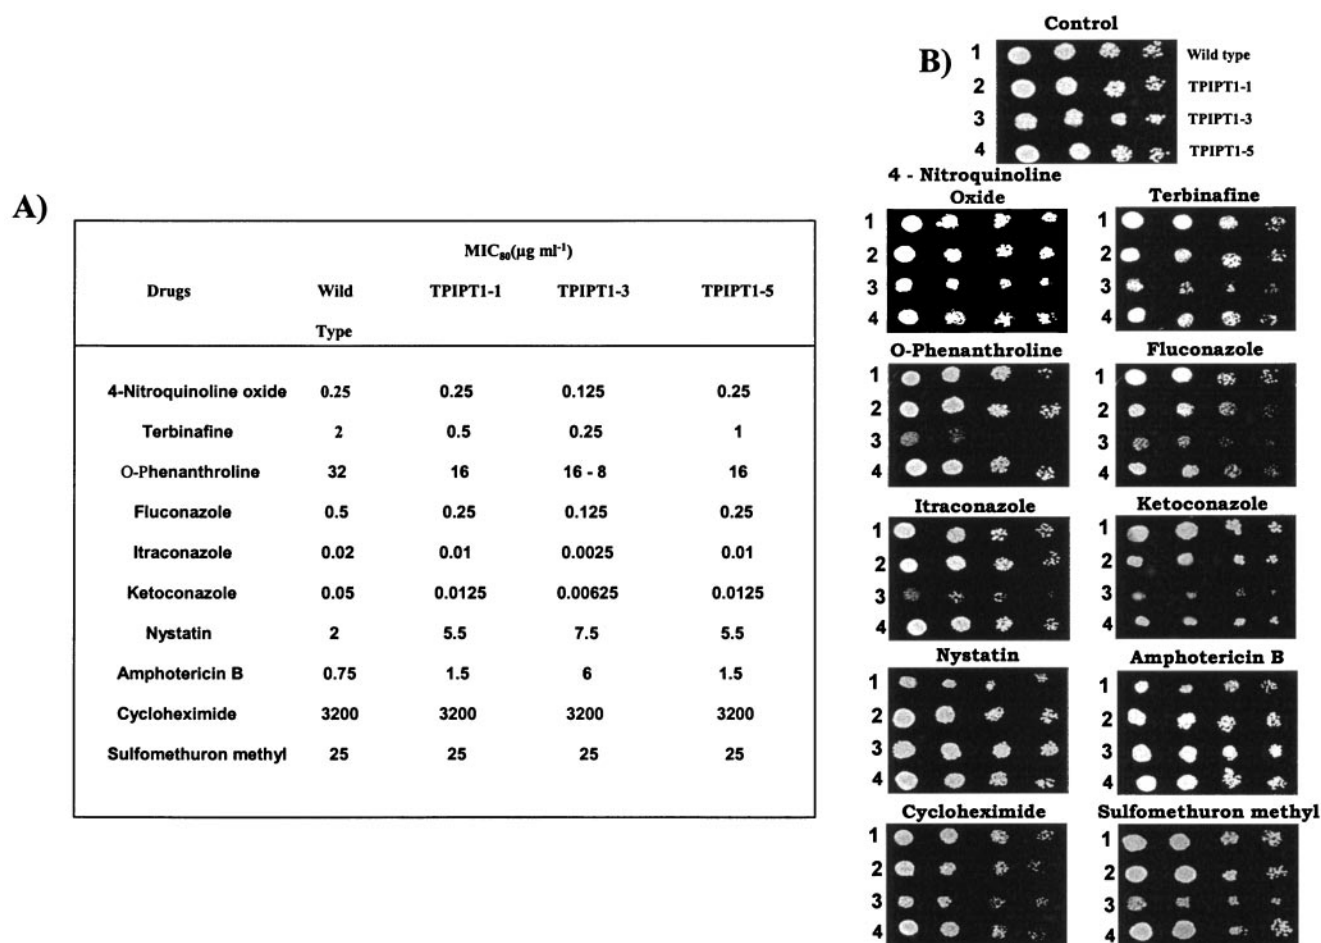 A)
MIC80(µg ml-1)
Drugs Wild Type TPIPT1-1 TPIPT1-3 TPIPT1-5
4-Nitroquinoline oxide 0.25 0.25 0.125 0.25
Terbinafine 2 0.5 0.25 1
O-Phenanthroline 32 16 16 - 8 16
Fluconazole 0.5 0.25 0.125 0.25
Itraconazole 0.02 0.01 0.0025 0.01
Ketoconazole 0.05 0.0125 0.00625 0.0125
Nystatin 2 5.5 7.5 5.5
Amphotericin B 0.75 1.5 6 1.5
Cycloheximide 3200 3200 3200 3200
Sulfomethuron methyl 25 25 25 25
B)
Control
1 Wild type
2 TPIPT1-1
3 TPIPT1-3
4 TPIPT1-5
4 - Nitroquinoline
Oxide
1
2
3
4
Terbinafine
1
2
3
4
O-Phenanthroline
1
2
3
4
Fluconazole
1
2
3
4
Itraconazole
1
2
3
4
Ketoconazole
1
2
3
4
Nystatin
1
2
3
4
Amphotericin B
1
2
3
4
Cycloheximide
1
2
3
4
Sulfomethuron methyl
1
2
3
4